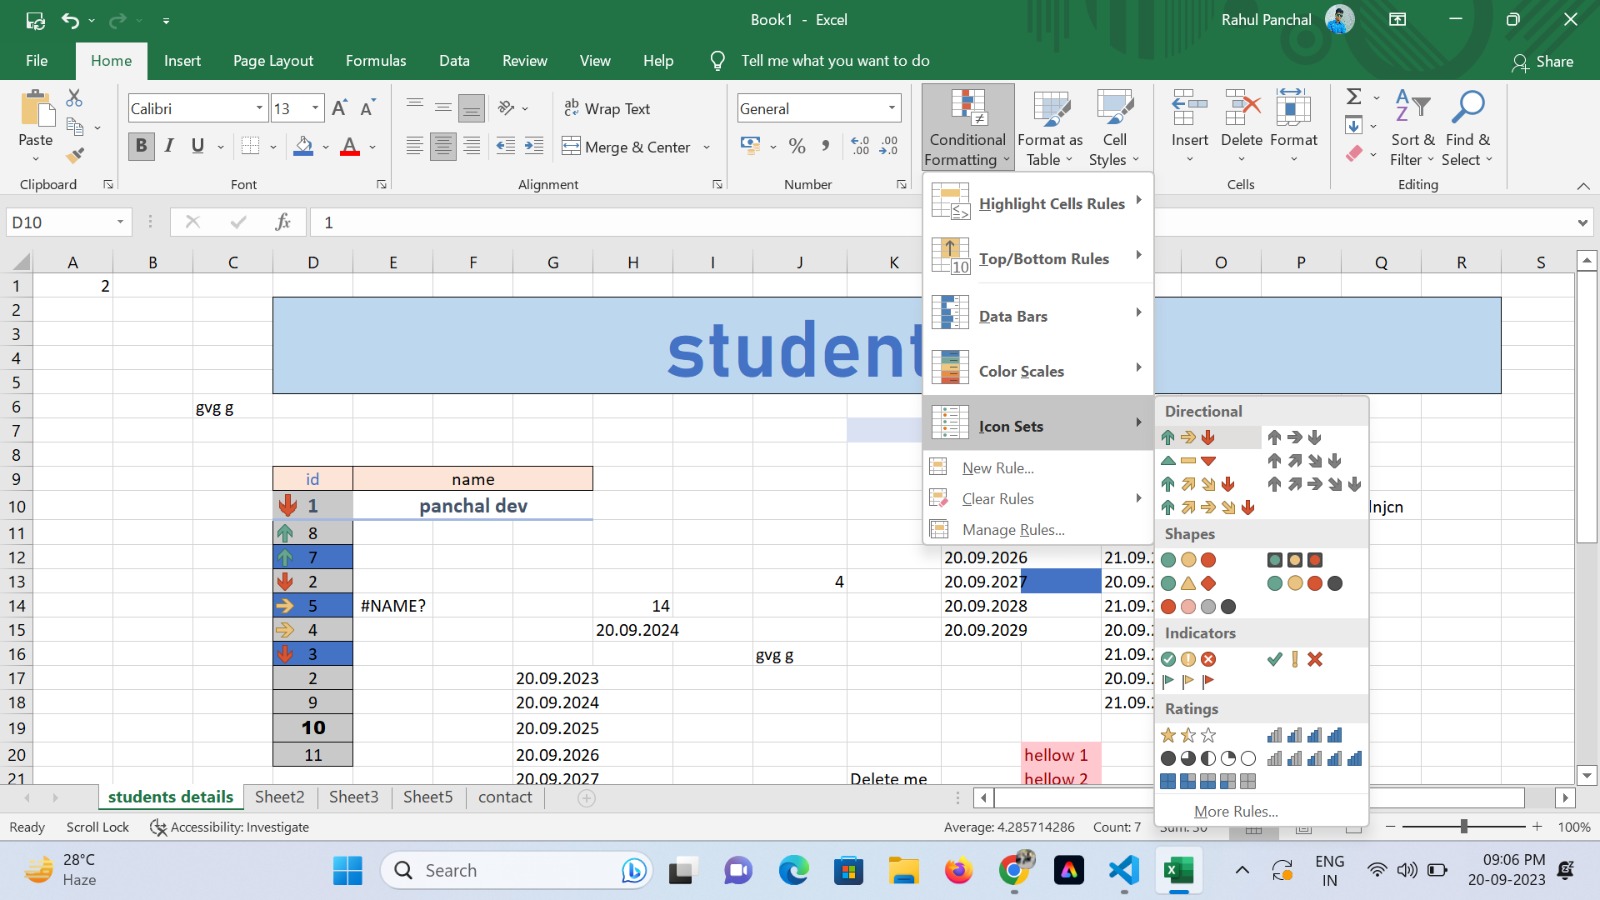 Book1 - Excel
Rahul Panchal
File Home Insert Page Layout Formulas Data Review View Help Tell me what you want to do Share
Paste
Calibri 13
B I U
ab Wrap Text
Merge & Center
General
% ,
Conditional Formatting
Format as Table
Cell Styles
Insert Delete Format
Sort & Filter
Find & Select
Clipboard Font Alignment Number Cells Editing
D10 fx 1
A B C D E F G H I J K O P Q R S
1 2
2
3 student
4
5
6 gvg g
7
8
9 id name
10 1 panchal dev Injcn
11 8
12 7 20.09.2026 21.09.
13 2 4 20.09.2027 20.09.
14 5 #NAME? 14 20.09.2028 21.09.
15 4 20.09.2024 20.09.2029 20.09.
16 3 gvg g 21.09.
17 2 20.09.2023 20.09.
18 9 20.09.2024 21.09.
19 10 20.09.2025
20 11 20.09.2026 hellow 1
21 20.09.2027 Delete me hellow 2
Highlight Cells Rules
Top/Bottom Rules
Data Bars
Color Scales
Icon Sets
New Rule...
Clear Rules
Manage Rules...
Directional
Shapes
Indicators
Ratings
More Rules...
students details Sheet2 Sheet3 Sheet5 contact
Ready Scroll Lock Accessibility: Investigate Average: 4.285714286 Count: 7 Sum: 30 100%
28°C
Haze
Search
ENG
IN
09:06 PM
20-09-2023